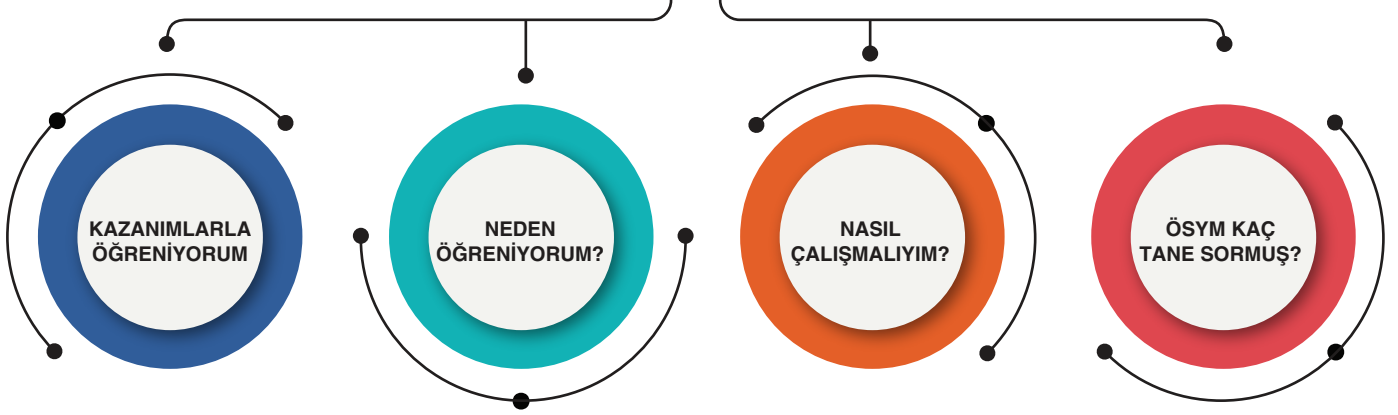 KAZANIMLARLA
ÖĞRENİYORUM
NEDEN
ÖĞRENİYORUM?
NASIL
ÇALIŞMALIYIM?
ÖSYM KAÇ
TANE SORMUŞ?